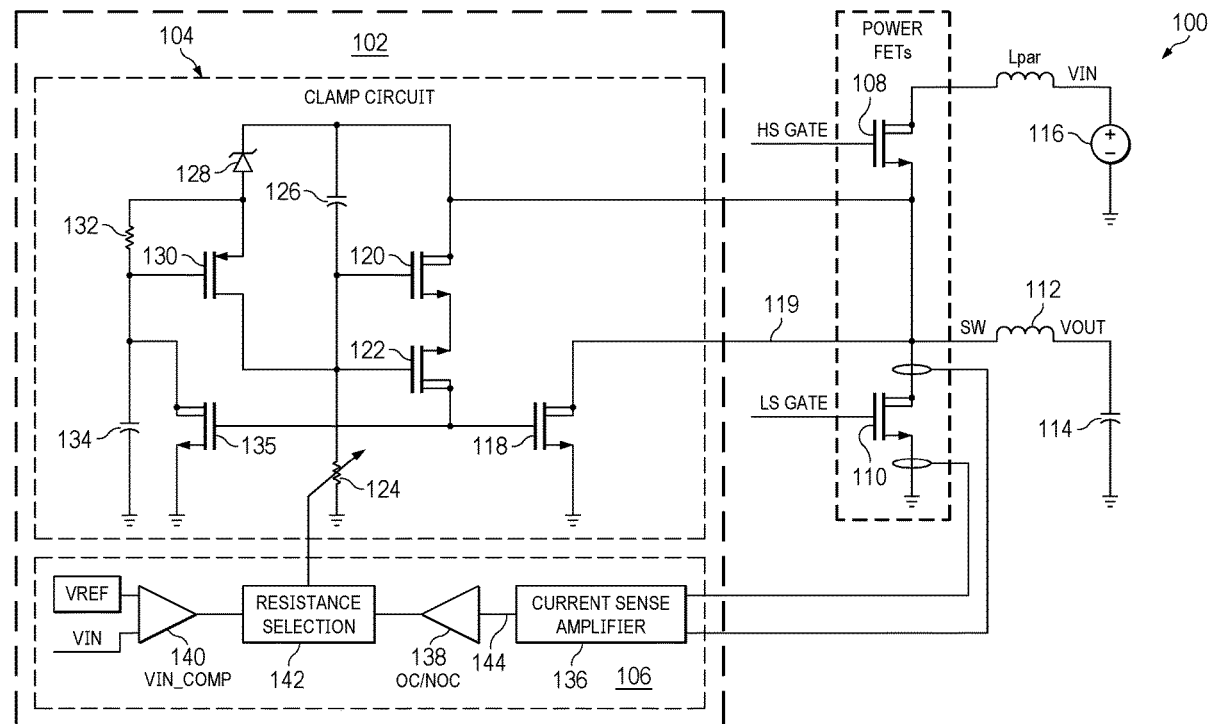 100
102
104
POWER
FETs
Lpar
VIN
108
CLAMP CIRCUIT
HS GATE
116
+
−
128
126
132
130
120
112
119
SW
VOUT
122
LS GATE
134
135
118
110
114
124
VREF
VIN
RESISTANCE
SELECTION
CURRENT SENSE
AMPLIFIER
140
VIN_COMP
142
138
OC/NOC
144
136
106